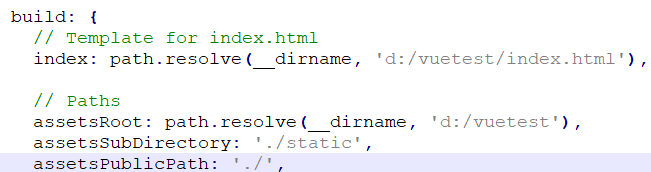 build: {
// Template for index.html
index: path.resolve(__dirname, 'd:/vuetest/index.html'),
// Paths
assetsRoot: path.resolve(__dirname, 'd:/vuetest'),
assetsSubDirectory: './static',
assetsPublicPath: './',